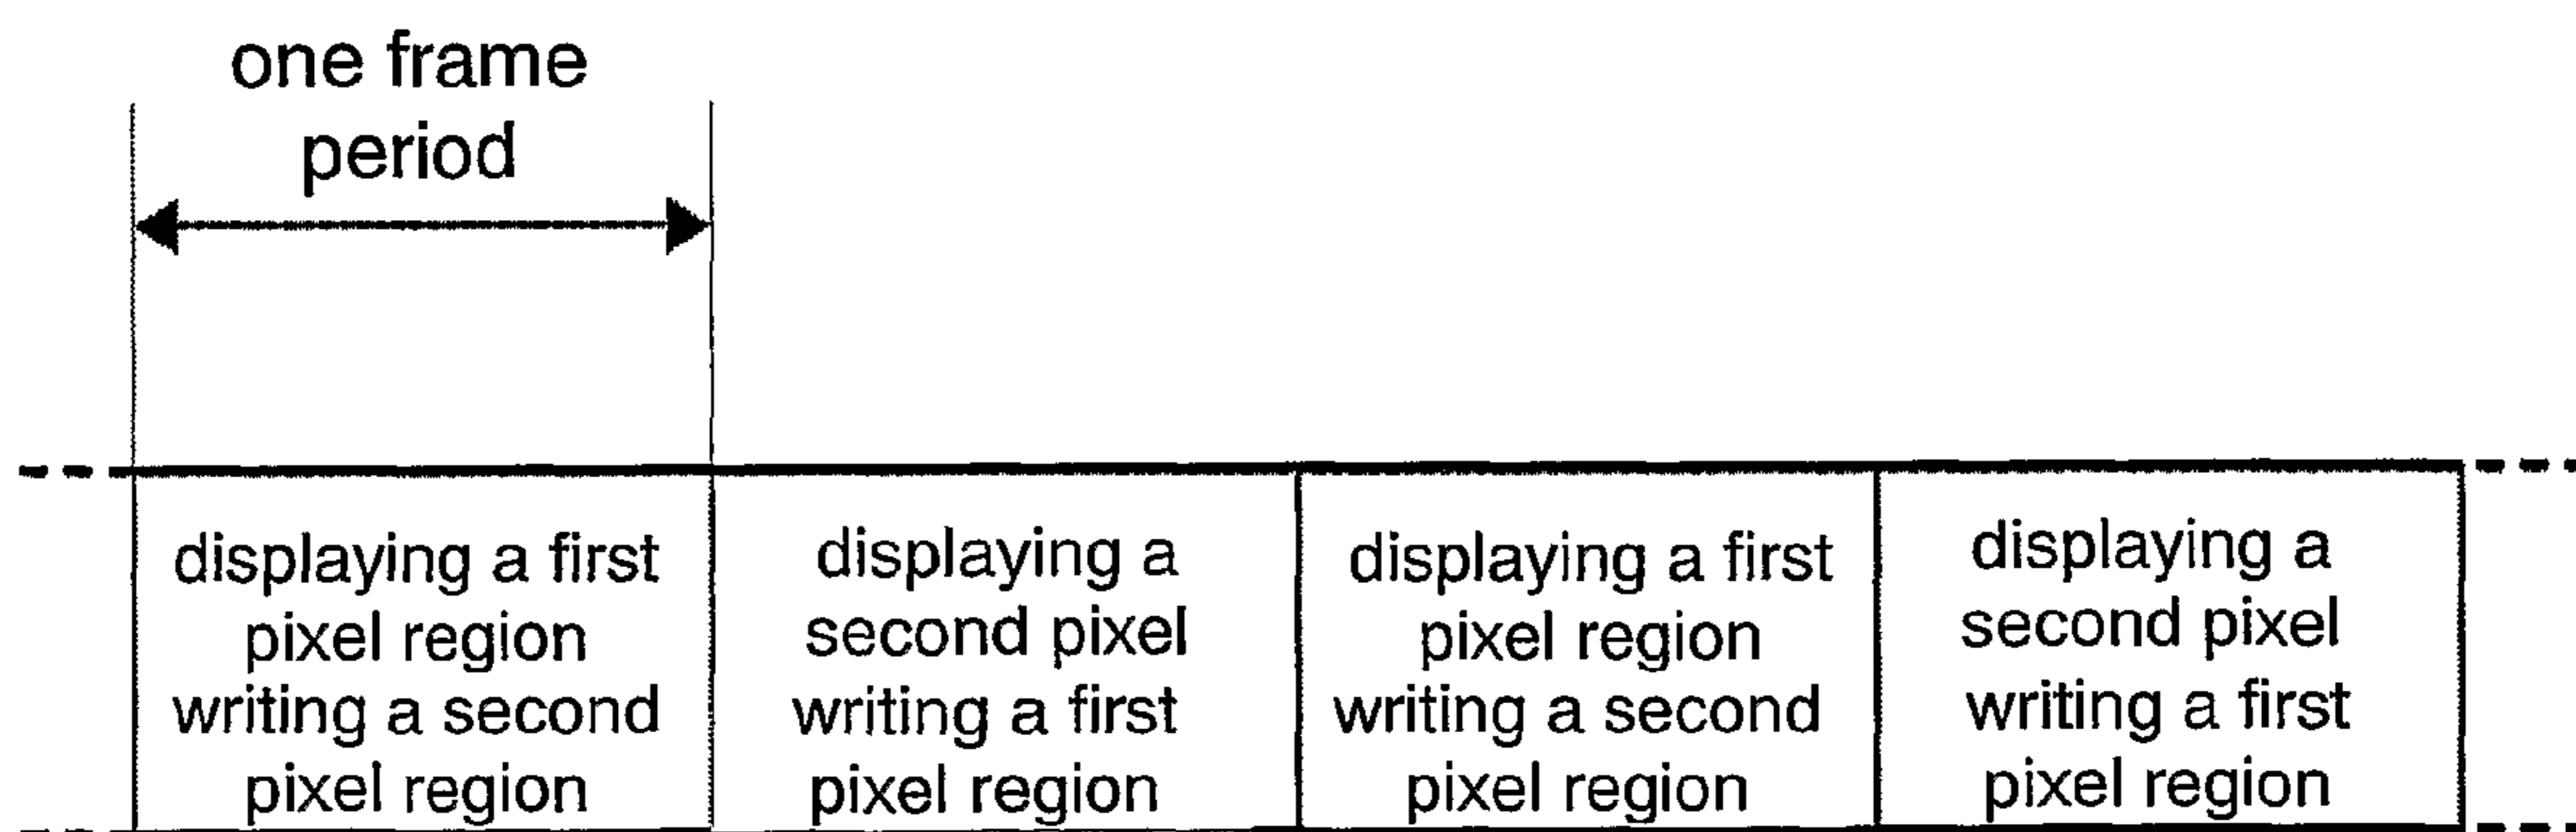 one frame
period
displaying a first
pixel region
writing a second
pixel region
displaying a
second pixel
writing a first
pixel region
displaying a first
pixel region
writing a second
pixel region
displaying a
second pixel
writing a first
pixel region